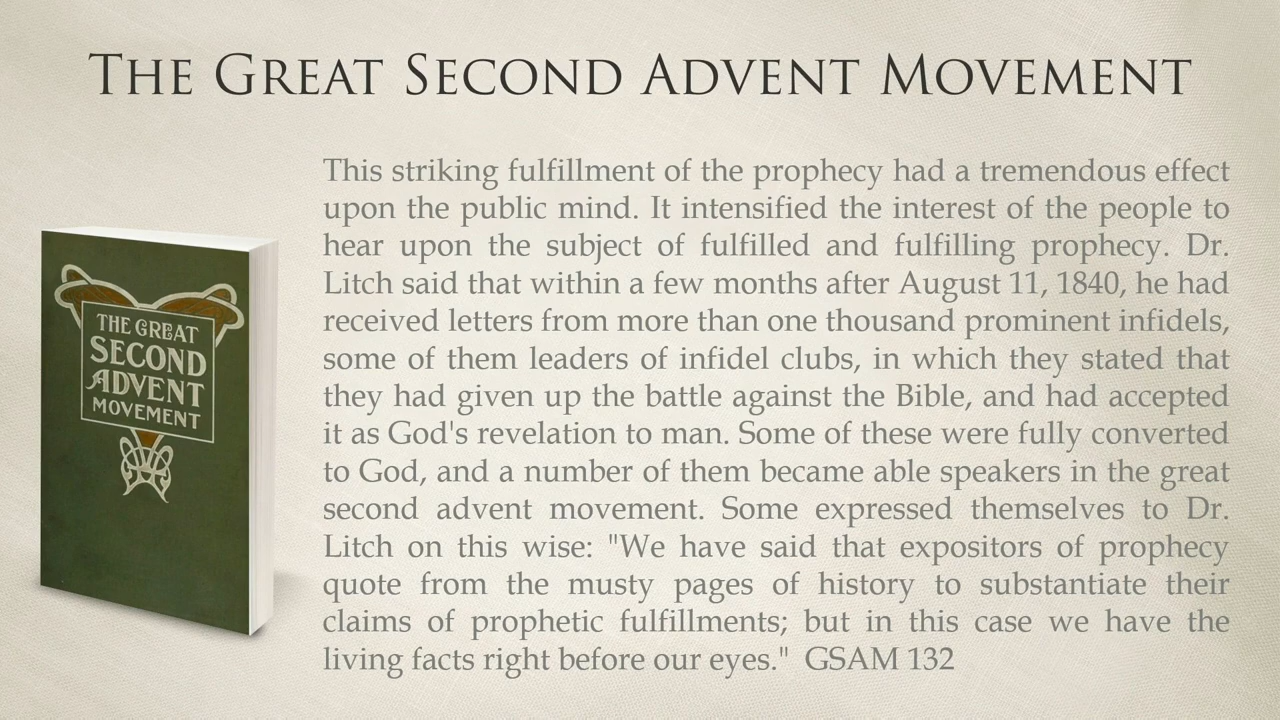 THE GREAT SECOND ADVENT MOVEMENT
This striking fulfillment of the prophecy had a tremendous effect
upon the public mind. It intensified the interest of the people to
hear upon the subject of fulfilled and fulfilling prophecy. Dr.
Litch said that within a few months after August 11, 1840, he had
received letters from more than one thousand prominent infidels,
some of them leaders of infidel clubs, in which they stated that
they had given up the battle against the Bible, and had accepted
it as God's revelation to man. Some of these were fully converted
to God, and a number of them became able speakers in the great
second advent movement. Some expressed themselves to Dr.
Litch on this wise: "We have said that expositors of prophecy
quote from the musty pages of history to substantiate their
claims of prophetic fulfillments; but in this case we have the
living facts right before our eyes." GSAM 132
THE GREAT
SECOND
ADVENT
MOVEMENT